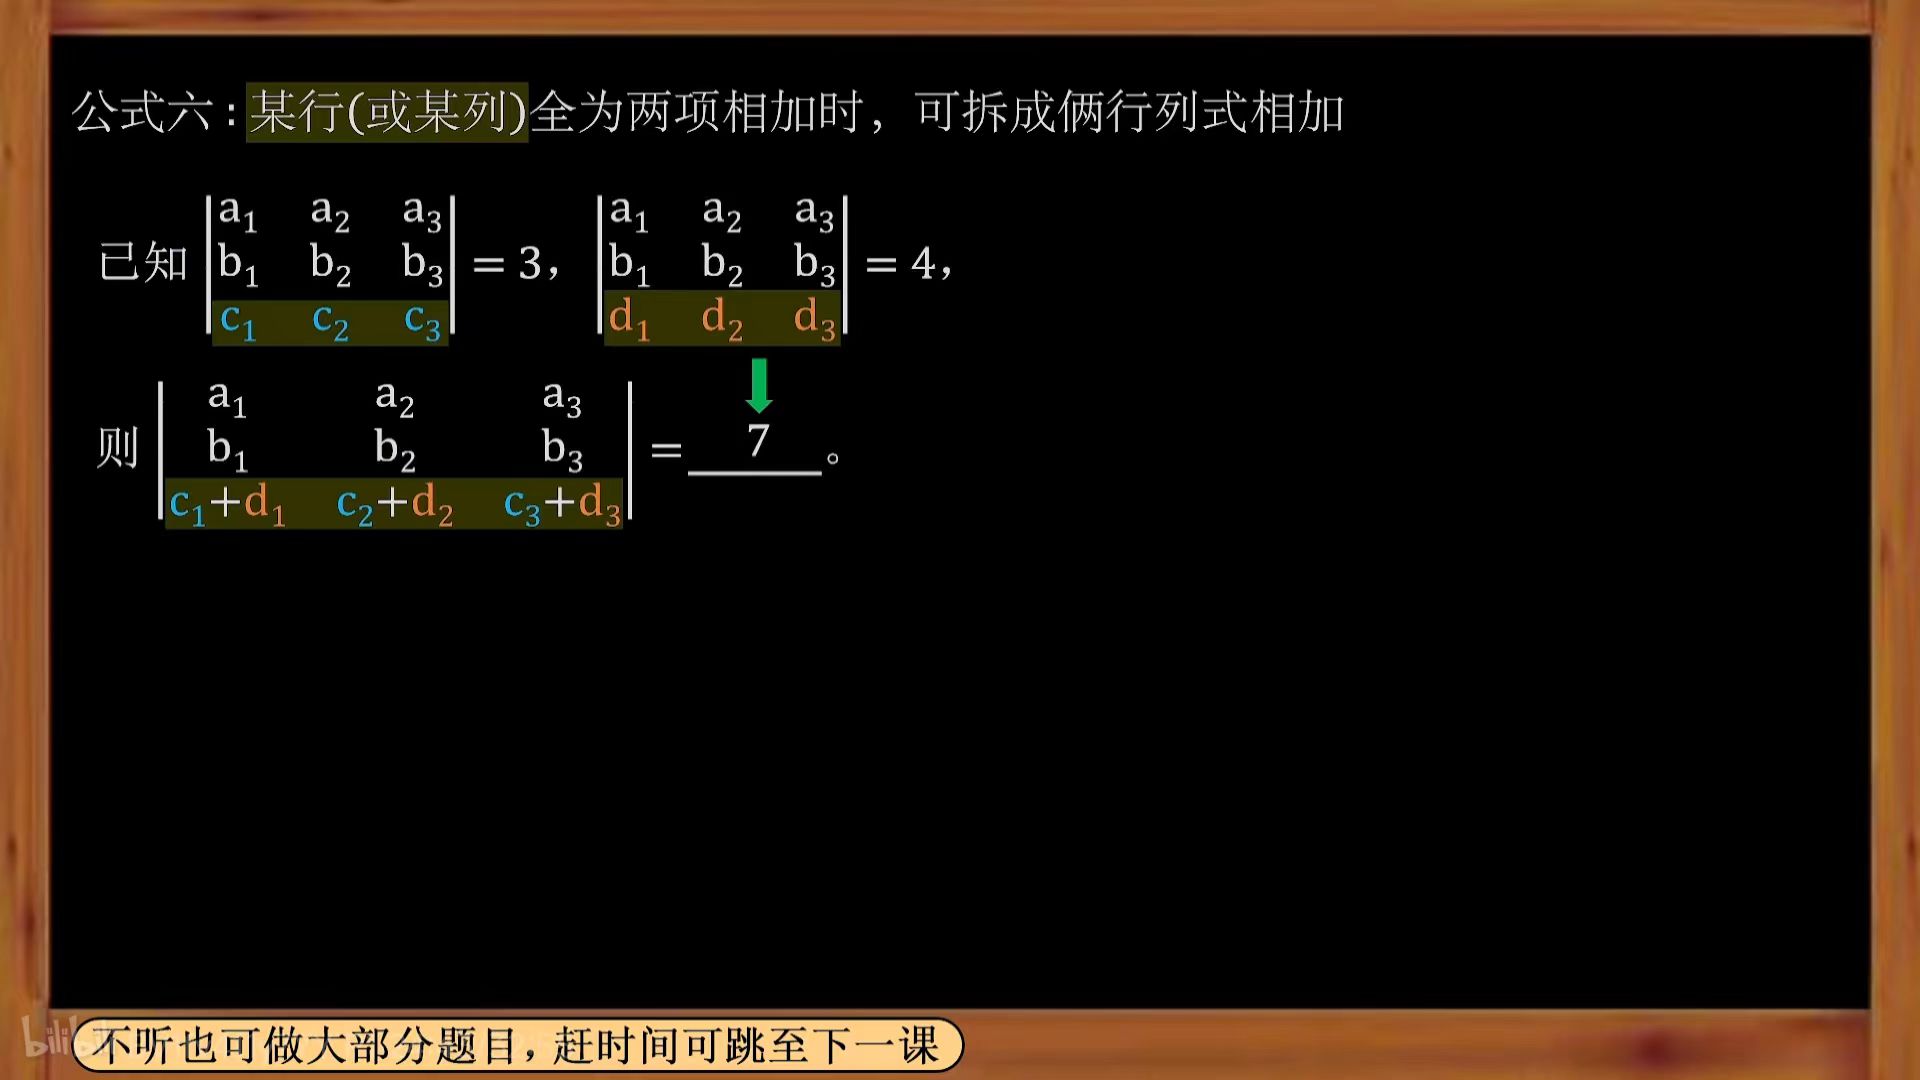 公式六：某行(或某列)全为两项相加时，可拆成俩行列式相加
已知 |a₁ a₂ a₃| |a₁ a₂ a₃|
|b₁ b₂ b₃| = 3， |b₁ b₂ b₃| = 4，
|c₁ c₂ c₃| |d₁ d₂ d₃|
则 |a₁ a₂ a₃|
|b₁ b₂ b₃| = 7 。
|c₁+d₁ c₂+d₂ c₃+d₃|
不听也可做大部分题目，赶时间可跳至下一课